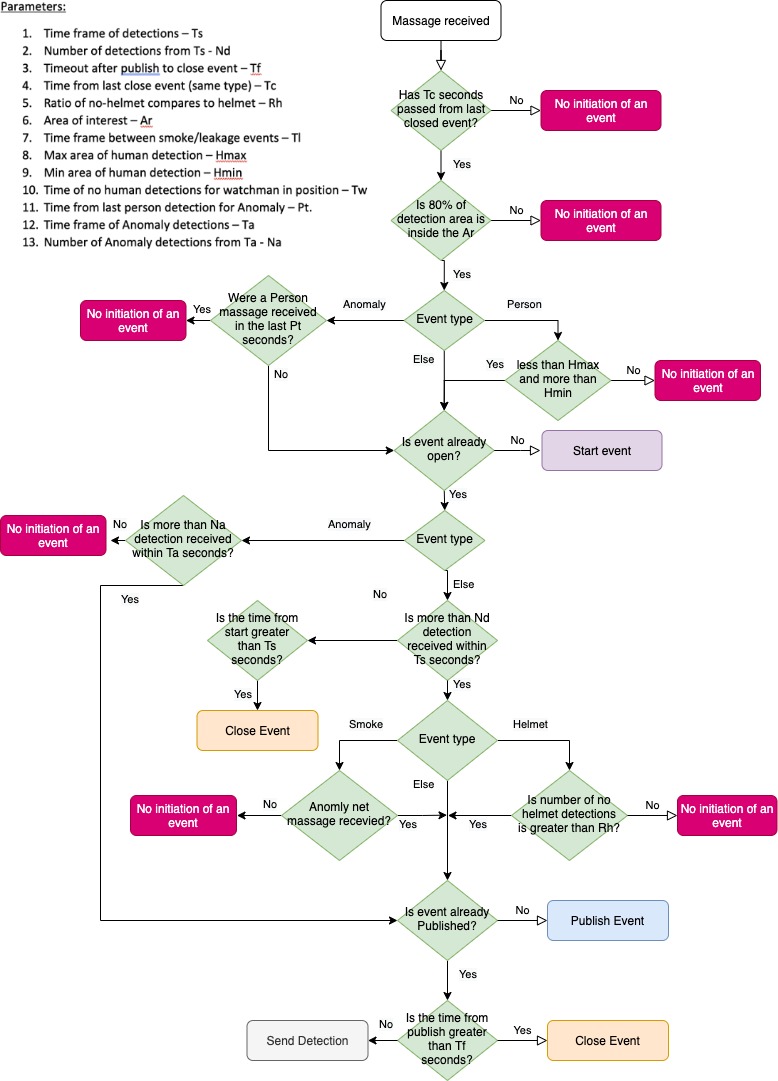 Parameters:
1. Time frame of detections – Ts
2. Number of detections from Ts - Nd
3. Timeout after publish to close event – Tf
4. Time from last close event (same type) – Tc
5. Ratio of no-helmet compares to helmet – Rh
6. Area of interest – Ar
7. Time frame between smoke/leakage events – Tl
8. Max area of human detection – Hmax
9. Min area of human detection – Hmin
10. Time of no human detections for watchman in position – Tw
11. Time from last person detection for Anomaly – Pt.
12. Time frame of Anomaly detections – Ta
13. Number of Anomaly detections from Ta - Na
Massage received
Has Tc seconds
passed from last
closed event?
No
No initiation of an
event
Yes
Is 80% of
detection area is
inside the Ar
No
No initiation of an
event
Yes
Event type
Anomaly
Person
Else
Were a Person
massage received
in the last Pt
seconds?
Yes
No initiation of an
event
No
less than Hmax
and more than
Hmin
Yes
No
No initiation of an
event
Is event already
open?
No
Start event
Yes
Event type
Anomaly
Else
Is more than Na
detection received
within Ta seconds?
No
No initiation of an
event
Yes
Is more than Nd
detection
received within
Ts seconds?
No
Is the time from
start greater
than Ts
seconds?
Yes
Close Event
Yes
Event type
Smoke
Helmet
Else
Anomly net
massage recevied?
No
No initiation of an
event
Yes
Is number of no
helmet detections
is greater than Rh?
Yes
No
No initiation of an
event
Is event already
Published?
No
Publish Event
Yes
Is the time from
publish greater
than Tf
seconds?
No
Send Detection
Yes
Close Event